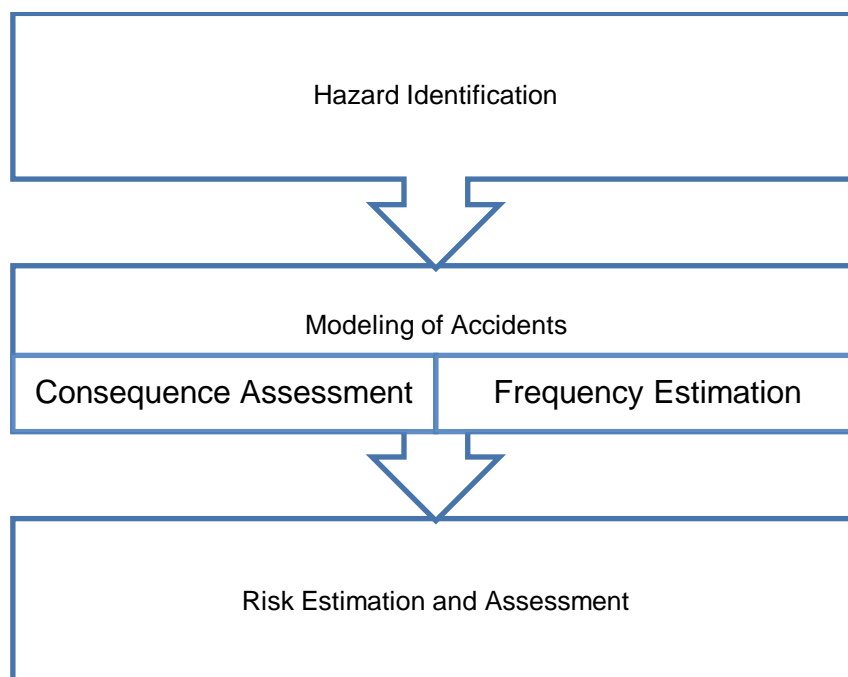 Hazard Identification
Modeling of Accidents
Consequence Assessment
Frequency Estimation
Risk Estimation and Assessment